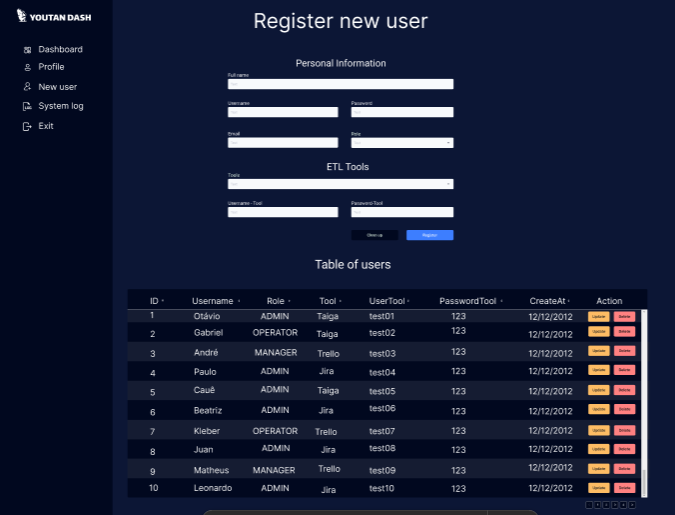 YOUTAN DASH
Dashboard
Profile
New user
System log
Exit
Register new user
Personal Information
Full name
Username Password
Email Role
ETL Tools
Tools
Username - Tool Password-Tool
Clean up Register
Table of users
ID Username Role Tool UserTool PasswordTool CreateAt Action
1 Otávio ADMIN Taiga test01 123 12/12/2012 Update Delete
2 Gabriel OPERATOR Taiga test02 123 12/12/2012 Update Delete
3 André MANAGER Trello test03 123 12/12/2012 Update Delete
4 Paulo ADMIN Jira test04 123 12/12/2012 Update Delete
5 Cauê ADMIN Taiga test05 123 12/12/2012 Update Delete
6 Beatriz ADMIN Jira test06 123 12/12/2012 Update Delete
7 Kleber OPERATOR Trello test07 123 12/12/2012 Update Delete
8 Juan ADMIN Jira test08 123 12/12/2012 Update Delete
9 Matheus MANAGER Trello test09 123 12/12/2012 Update Delete
10 Leonardo ADMIN Jira test10 123 12/12/2012 Update Delete